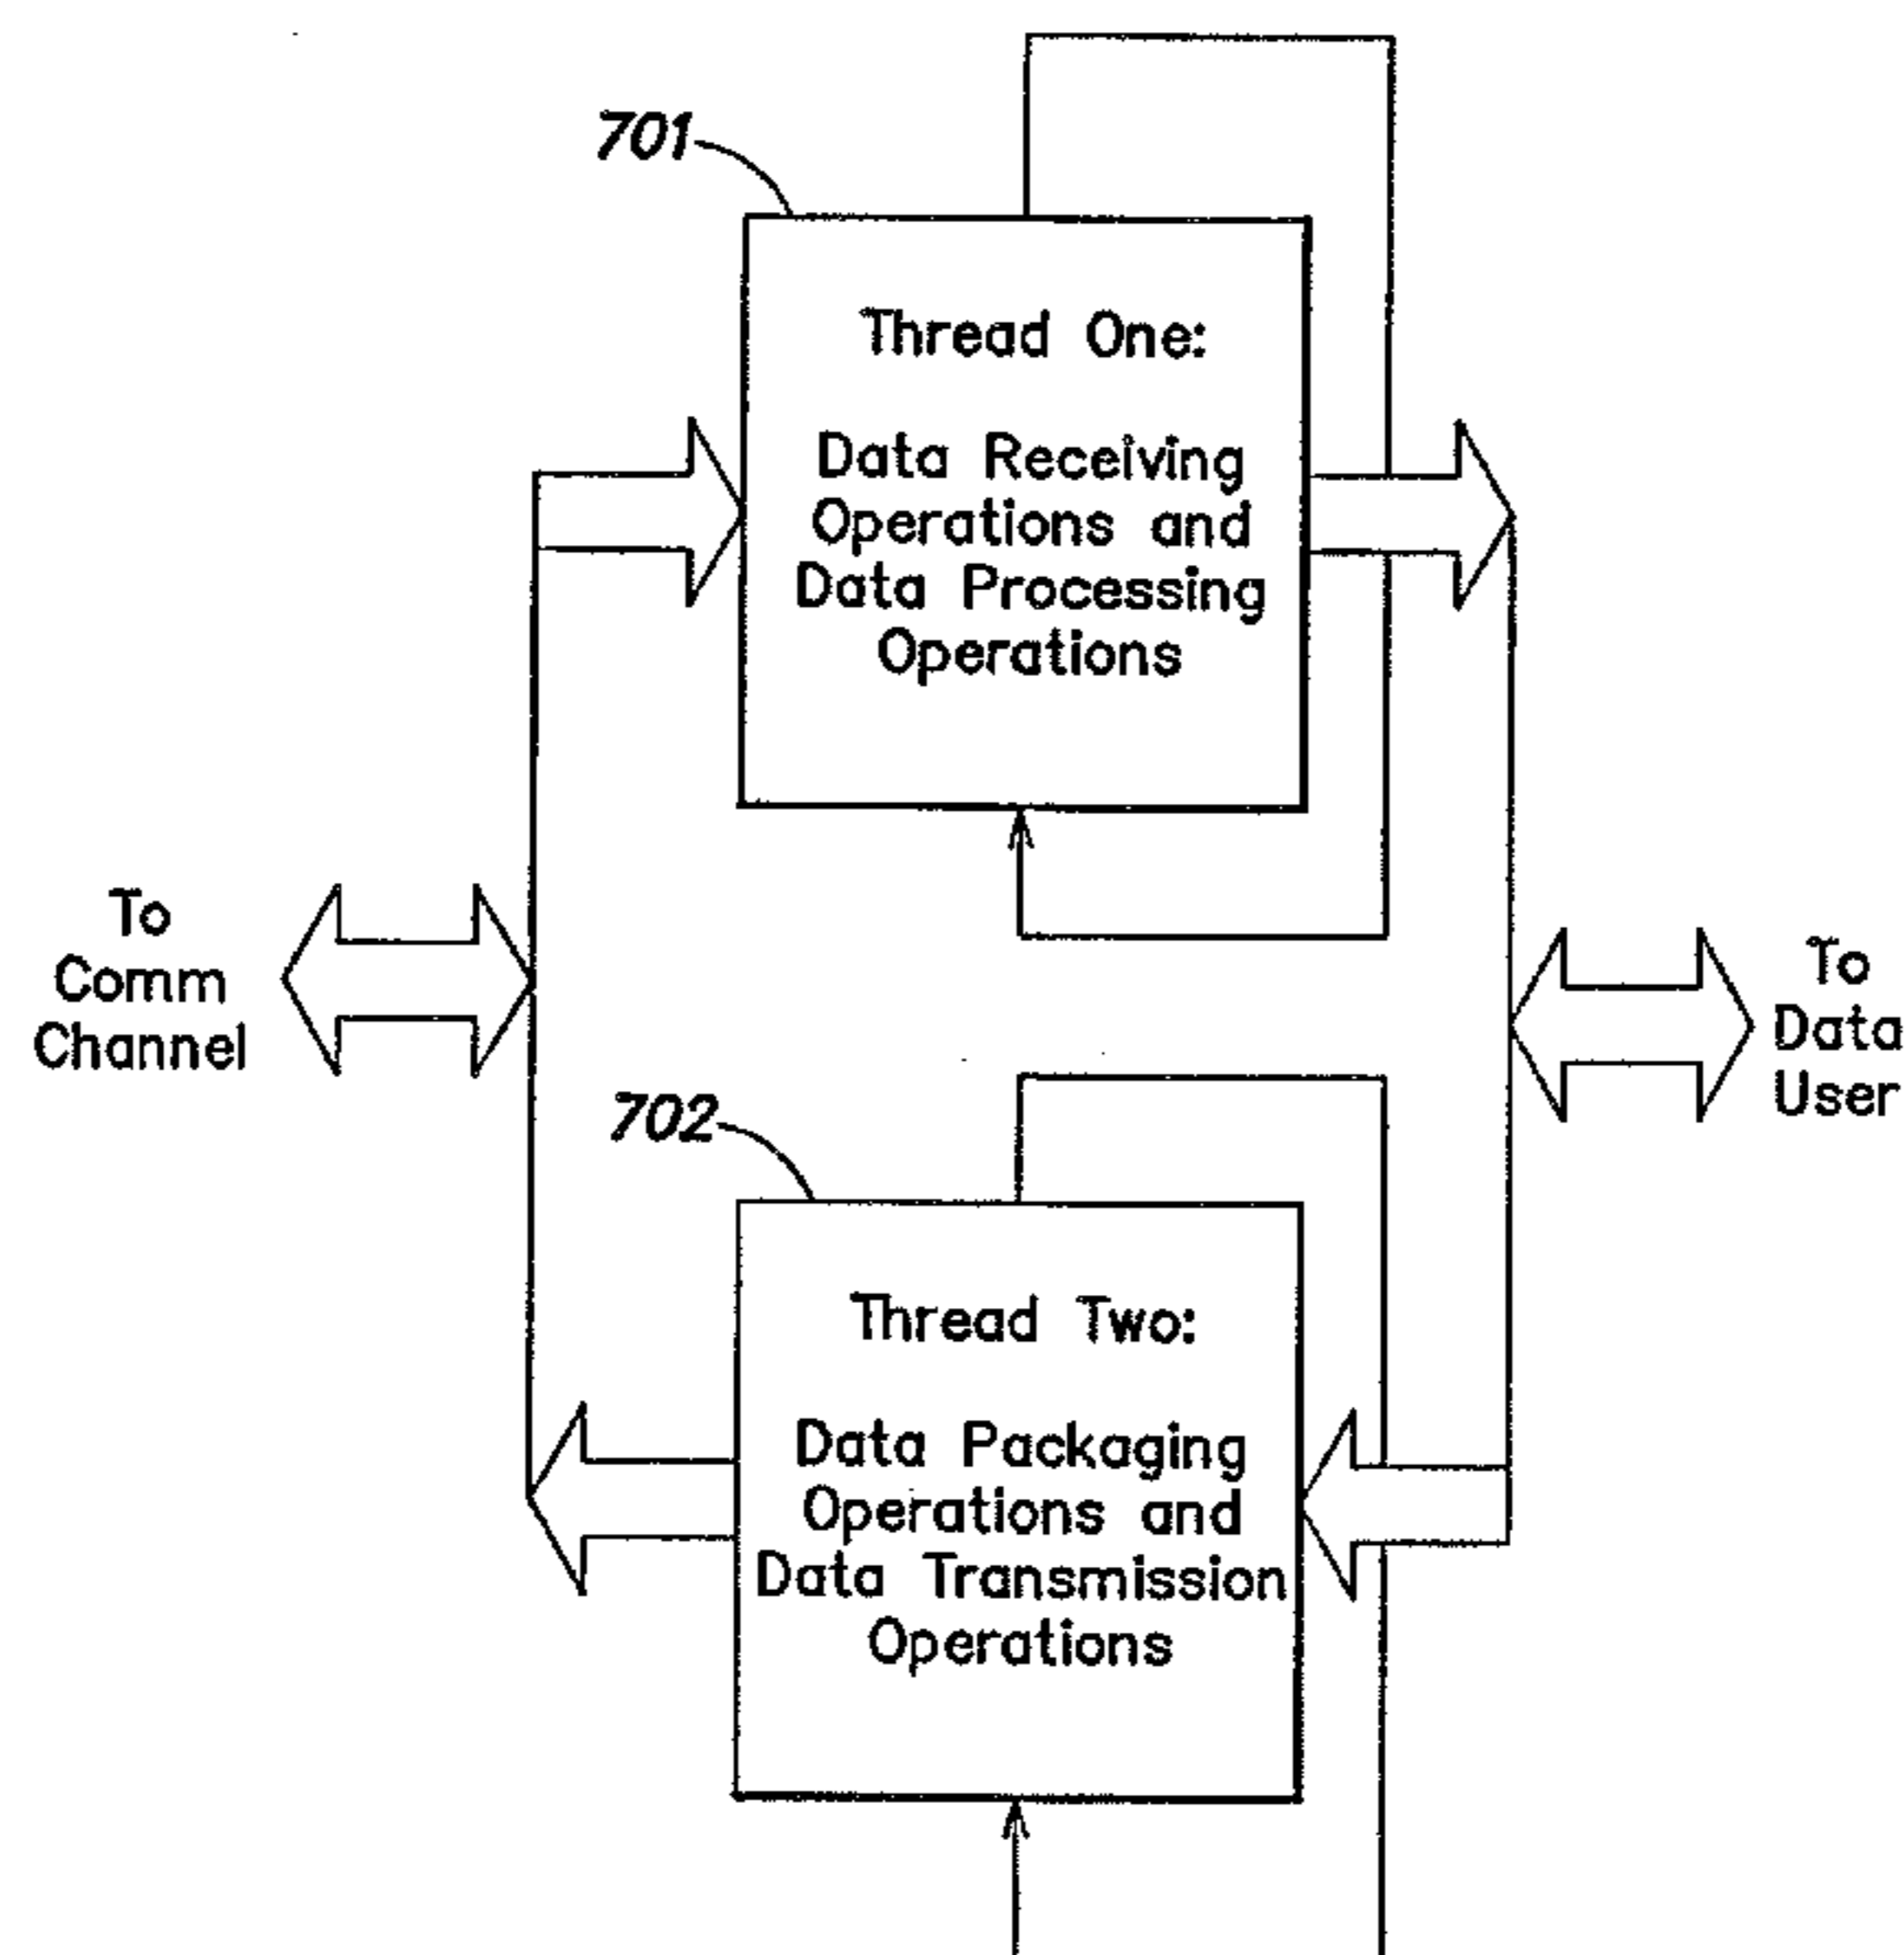 701
Thread One:
Data Receiving
Operations and
Data Processing
Operations
To
Comm
Channel
To
Data
User
702
Thread Two:
Data Packaging
Operations and
Data Transmission
Operations